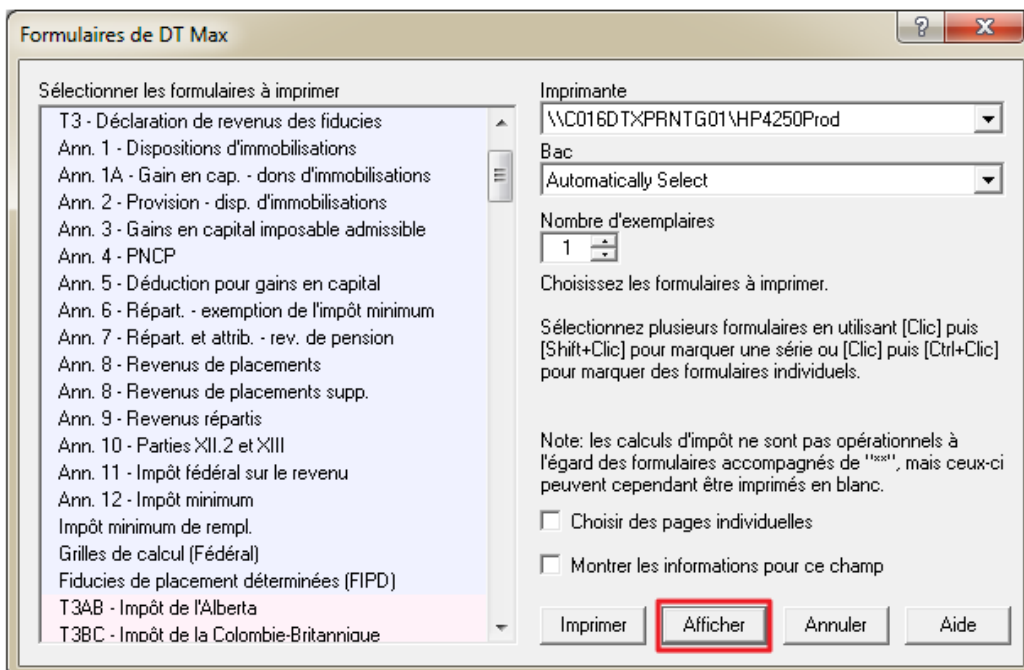 Formulaires de DT Max
Sélectionner les formulaires à imprimer
T3 - Déclaration de revenus des fiducies
Ann. 1 - Dispositions d'immobilisations
Ann. 1A - Gain en cap. - dons d'immobilisations
Ann. 2 - Provision - disp. d'immobilisations
Ann. 3 - Gains en capital imposable admissible
Ann. 4 - PNCP
Ann. 5 - Déduction pour gains en capital
Ann. 6 - Répart. - exemption de l'impôt minimum
Ann. 7 - Répart. et attrib. - rev. de pension
Ann. 8 - Revenus de placements
Ann. 8 - Revenus de placements supp.
Ann. 9 - Revenus répartis
Ann. 10 - Parties XII.2 et XIII
Ann. 11 - Impôt fédéral sur le revenu
Ann. 12 - Impôt minimum
Impôt minimum de rempl.
Grilles de calcul (Fédéral)
Fiducies de placement déterminées (FIPD)
T3AB - Impôt de l'Alberta
T3BC - Impôt de la Colombie-Britannique
Imprimante
\\C016DTXPRNTG01\HP4250Prod
Bac
Automatically Select
Nombre d'exemplaires
1
Choisissez les formulaires à imprimer.
Sélectionnez plusieurs formulaires en utilisant [Clic] puis
[Shift+Clic] pour marquer une série ou [Clic] puis [Ctrl+Clic]
pour marquer des formulaires individuels.
Note: les calculs d'impôt ne sont pas opérationnels à
l'égard des formulaires accompagnés de "**", mais ceux-ci
peuvent cependant être imprimés en blanc.
Choisir des pages individuelles
Montrer les informations pour ce champ
Imprimer
Afficher
Annuler
Aide